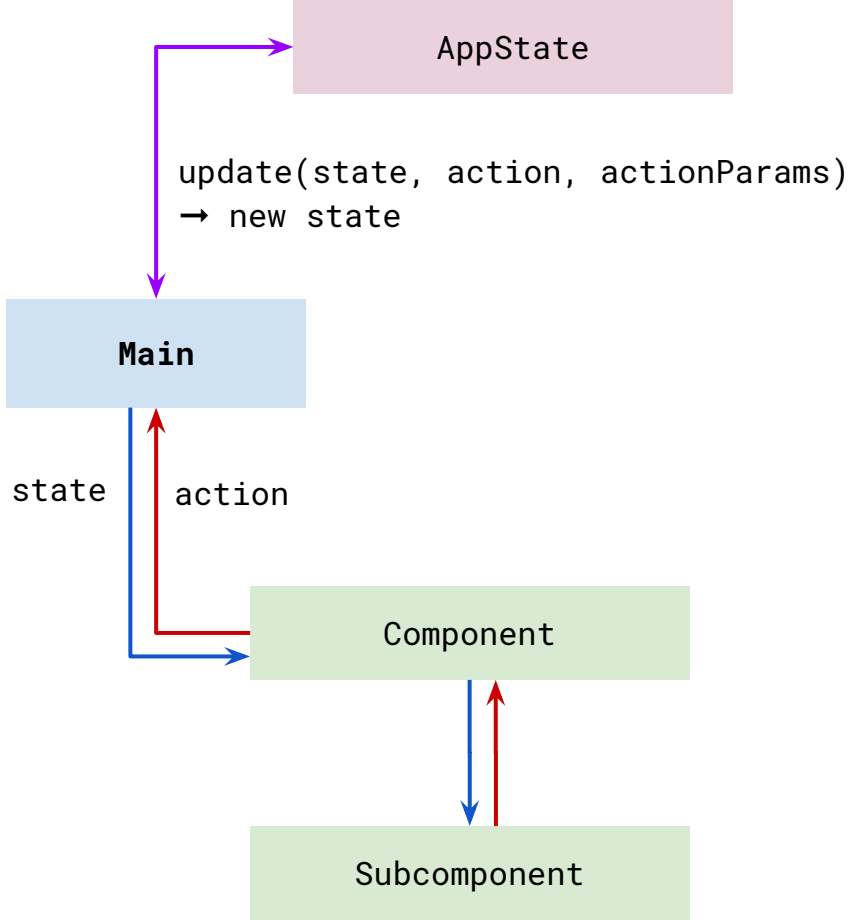 AppState
update(state, action, actionParams)
➞ new state
Main
state
action
Component
Subcomponent